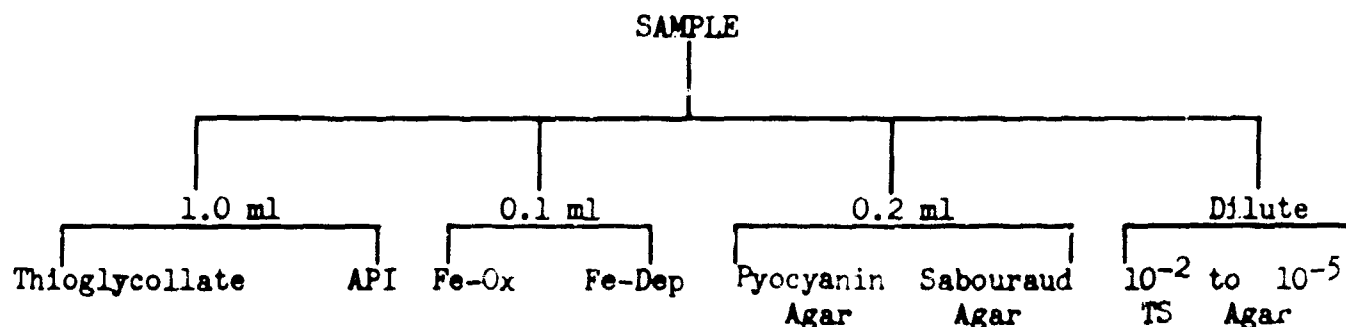 SAMPLE
1.0 ml 0.1 ml 0.2 ml Dilute
Thioglycollate API Fe-Ox Fe-Dep Pyocyanin Sabouraud 10⁻² to 10⁻⁵
Agar Agar TS Agar